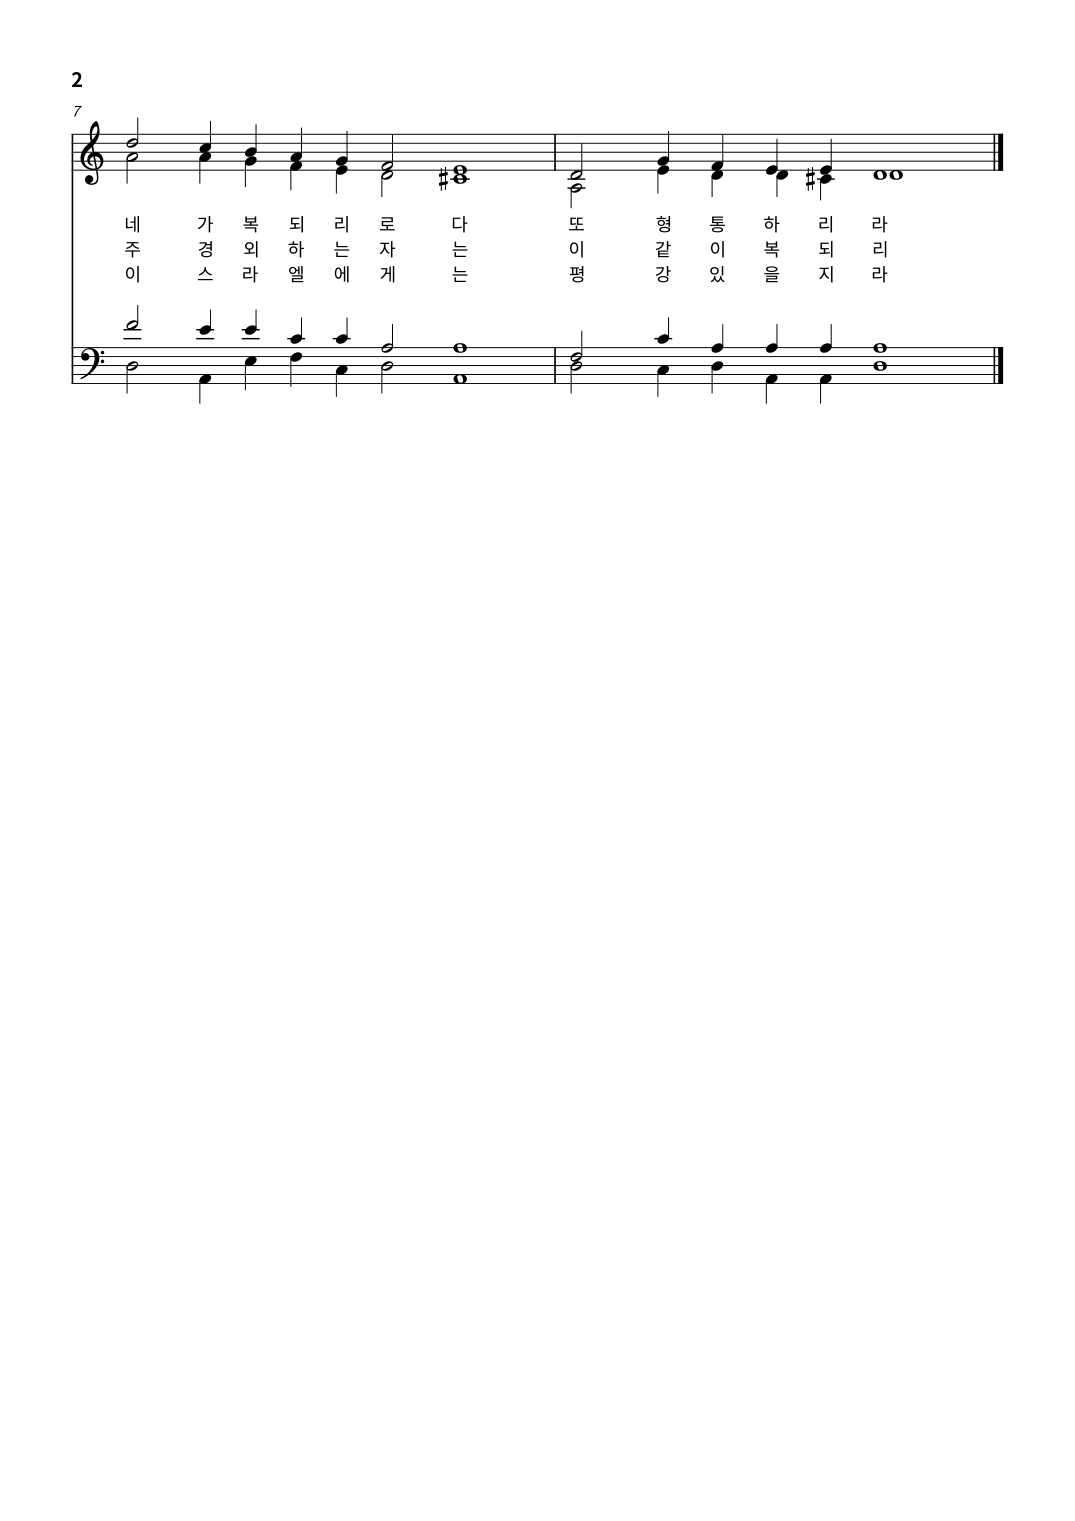 2
7
네 가 복 되 리 로 다 또 형 통 하 리 라
주 경 외 하 는 자 는 이 같 이 복 되 리
이 스 라 엘 에 게 는 평 강 있 을 지 라